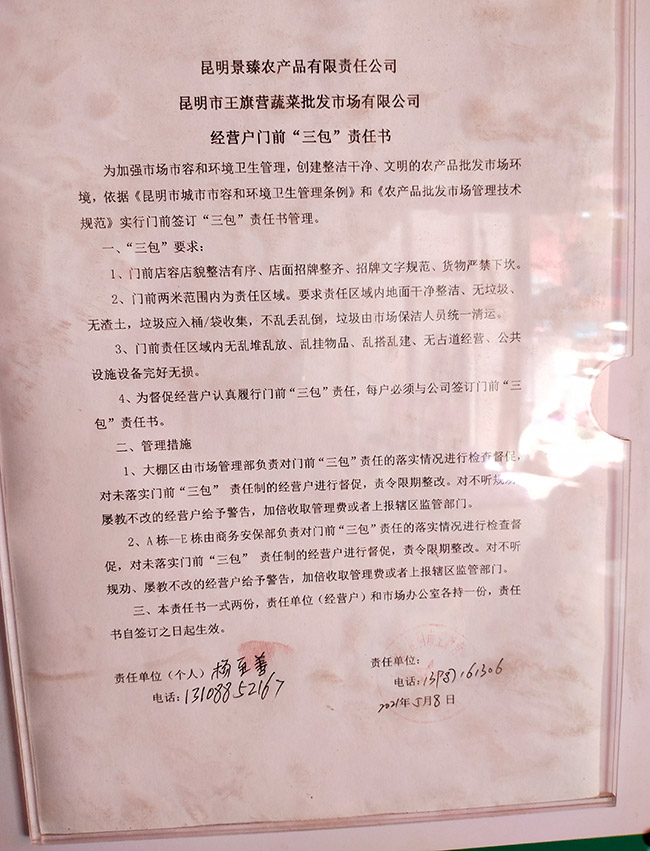 昆明景臻农产品有限责任公司
昆明市王旗营蔬菜批发市场有限公司
经营户门前“三包”责任书
为加强市场市容和环境卫生管理，创建整洁干净、文明的农产品批发市场环
境，依据《昆明市城市市容和环境卫生管理条例》和《农产品批发市场管理技术
规范》实行门前签订“三包”责任书管理。
一、“三包”要求：
1、门前店容店貌整洁有序、店面招牌整齐、招牌文字规范、货物严禁下坎。
2、门前两米范围内为责任区域。要求责任区域内地面干净整洁、无垃圾、
无渣土，垃圾应入桶/袋收集，不乱丢乱倒，垃圾由市场保洁人员统一清运。
3、门前责任区域内无乱堆乱放、乱挂物品、乱搭乱建、无占道经营、公共
设施设备完好无损。
4、为督促经营户认真履行门前“三包”责任，每户必须与公司签订门前“三
包”责任书。
二、管理措施
1、大棚区由市场管理部负责对门前“三包”责任的落实情况进行检查督促，
对未落实门前“三包” 责任制的经营户进行督促，责令限期整改。对不听规劝、
屡教不改的经营户给予警告，加倍收取管理费或者上报辖区监管部门。
2、A栋--E栋由商务安保部负责对门前“三包”责任的落实情况进行检查督
促，对未落实门前“三包” 责任制的经营户进行督促，责令限期整改。对不听
规劝、屡教不改的经营户给予警告，加倍收取管理费或者上报辖区监管部门。
三、本责任书一式两份，责任单位（经营户）和市场办公室各持一份，责任
书自签订之日起生效。
责任单位（个人）杨 善
电话：13108852167
责任单位：
电话：
2021年5月8日